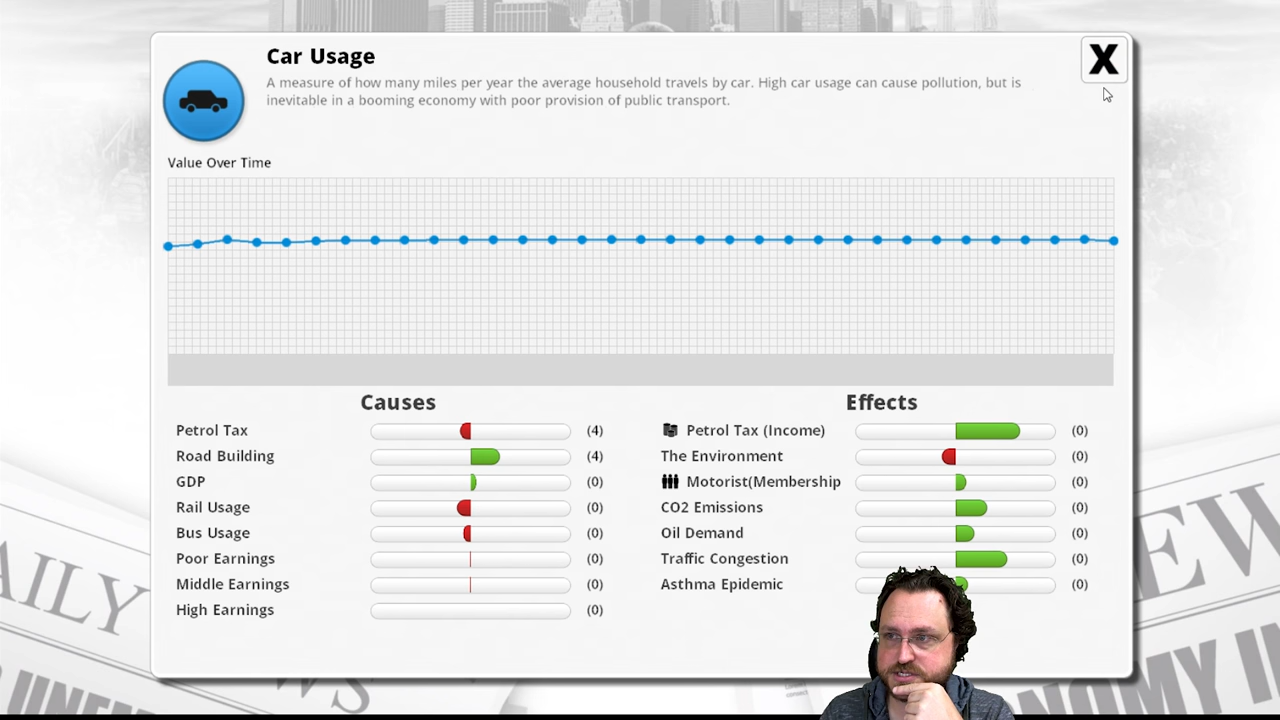 Car Usage
A measure of how many miles per year the average household travels by car. High car usage can cause pollution, but is
inevitable in a booming economy with poor provision of public transport.
X
Value Over Time
Causes
Petrol Tax (4)
Road Building (4)
GDP (0)
Rail Usage (0)
Bus Usage (0)
Poor Earnings (0)
Middle Earnings (0)
High Earnings (0)
Effects
Petrol Tax (Income) (0)
The Environment (0)
Motorist(Membership (0)
CO2 Emissions (0)
Oil Demand (0)
Traffic Congestion (0)
Asthma Epidemic (0)